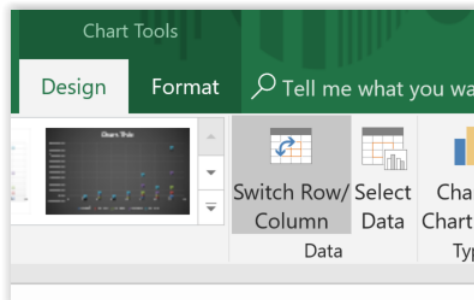 Chart Tools
Design Format Tell me what you wa
Chart Title
Switch Row/ Select Cha
Column Data Chart
Data Typ